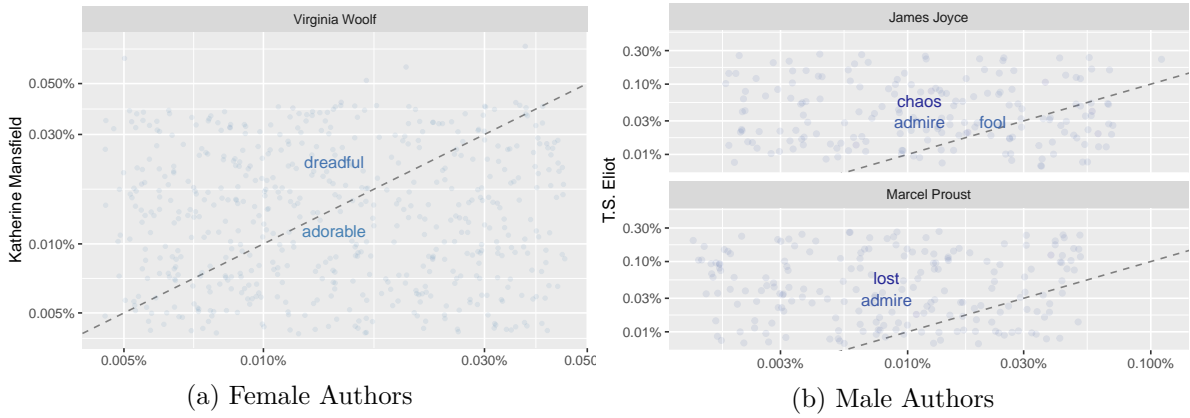 Virginia Woolf
Katherine Mansfield
0.050%
0.030%
0.010%
0.005%
dreadful
adorable
0.005%
0.010%
0.030%
0.050%
(a) Female Authors
James Joyce
T.S. Eliot
0.30%
0.10%
0.03%
0.01%
chaos
admire
fool
Marcel Proust
0.30%
0.10%
0.03%
0.01%
lost
admire
0.003%
0.010%
0.030%
0.100%
(b) Male Authors